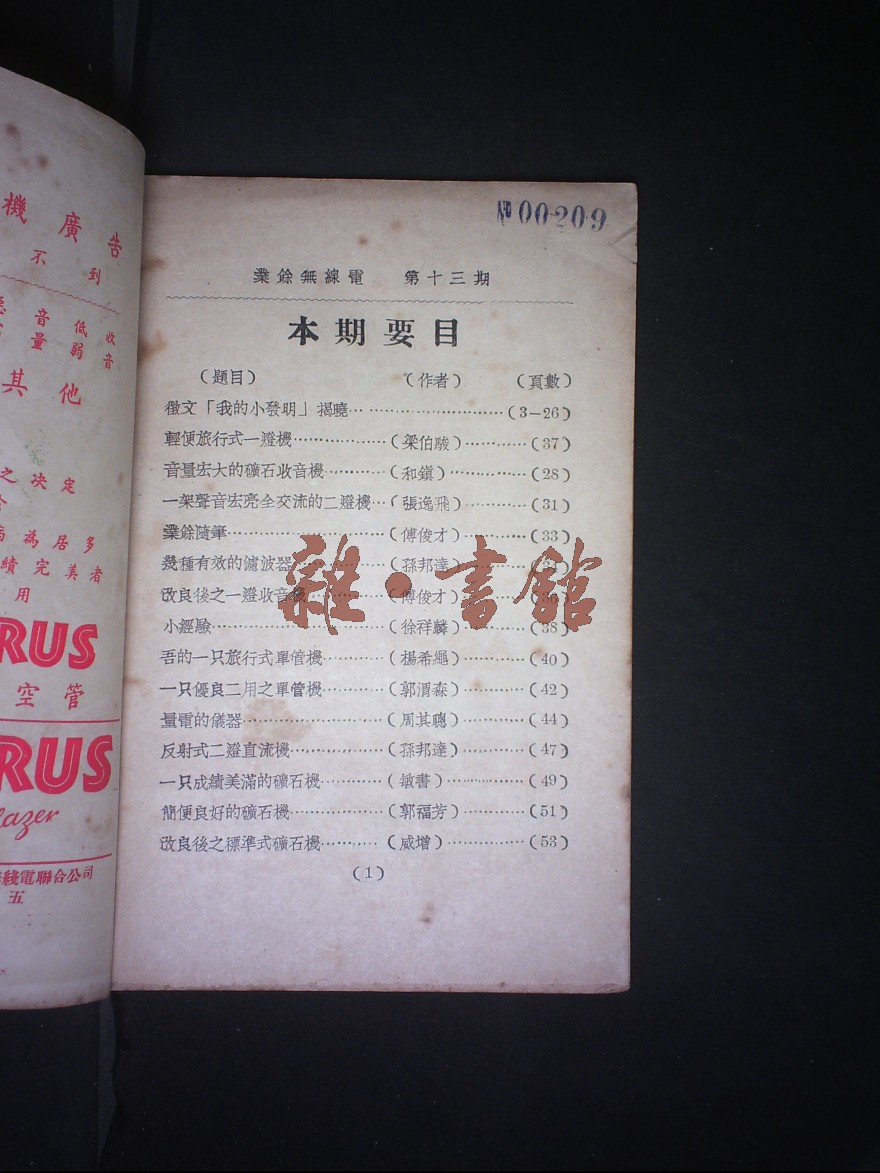 機廣告
不到
音低收
量弱音
其他
之决定
為居多
績完美者
用
RUS
空管
RUS
azer
綫電聯合公司
五
№ 00209
業餘無線電 第十三期
本期要目
（題目） （作者） （頁數）
徵文「我的小發明」揭曉………………………（3—26）
輕便旅行式一燈機……………（梁伯駿）…………（37）
音量宏大的礦石收音機…………（和鎭）……………（28）
一架聲音宏亮全交流的二燈機…（張逸飛）…………（31）
業餘隨筆………………………（傅俊才）…………（33）
幾種有效的濾波器……………（孫邦達）
改良後之一燈收音機…………（傅俊才）
小經驗…………………………（徐祥麟）…………（38）
吾的一只旅行式單管機…………（楊希繩）…………（40）
一只優良二用之單管機…………（郭渭森）…………（42）
量電的儀器……………………（周其聰）…………（44）
反射式二燈直流機……………（孫邦達）…………（47）
一只成績美滿的礦石機…………（敏書）……………（49）
簡便良好的礦石機……………（郭福芳）…………（51）
改良後之標準式礦石機…………（威增）……………（53）
（1）
雜·書館